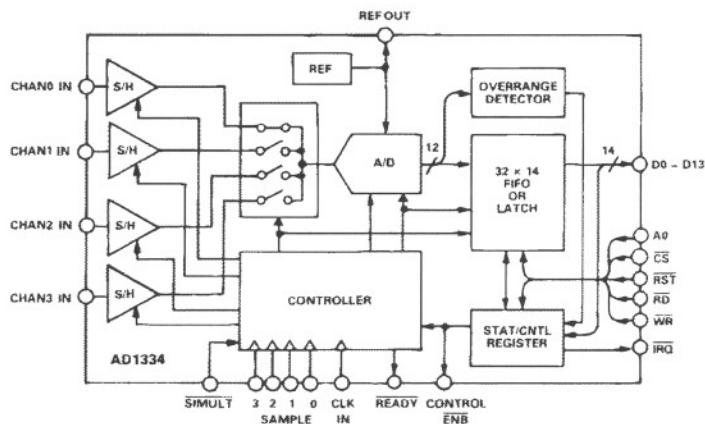 REF OUT
REF
S/H
CHAN0 IN
OVERRANGE
DETECTOR
S/H
CHAN1 IN
A/D
12
14
32 × 14
FIFO
OR
LATCH
D0 – D13
S/H
CHAN2 IN
A0
CS
RST
RD
WR
IRQ
S/H
CHAN3 IN
CONTROLLER
STAT/CNTL
REGISTER
AD1334
SIMULT
3 2 1 0
SAMPLE
CLK
IN
READY
CONTROL
ENB